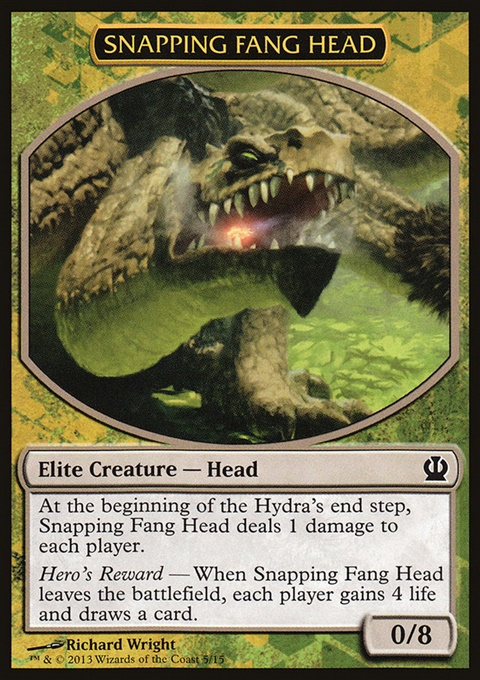 SNAPPING FANG HEAD
Elite Creature — Head
At the beginning of the Hydra's end step,
Snapping Fang Head deals 1 damage to
each player.
Hero's Reward — When Snapping Fang Head
leaves the battlefield, each player gains 4 life
and draws a card.
0/8
Richard Wright
™ & © 2013 Wizards of the Coast 5/15